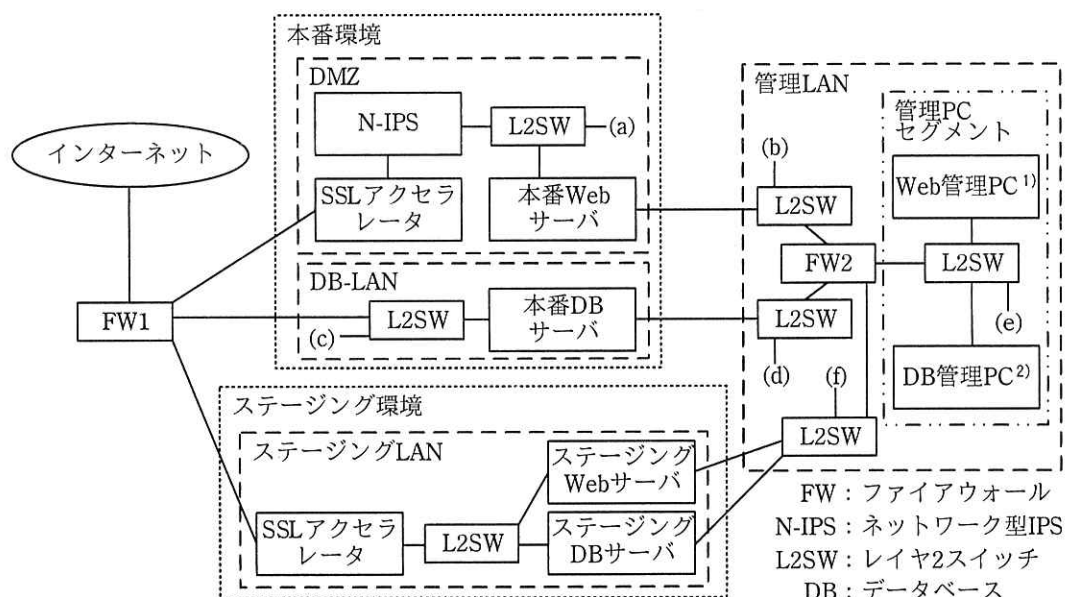 本番環境
DMZ
N-IPS
L2SW
(a)
SSLアクセラ
レータ
本番Web
サーバ
インターネット
FW1
DB-LAN
L2SW
(c)
本番DB
サーバ
管理LAN
管理PC
セグメント
(b)
L2SW
Web管理PC1)
FW2
L2SW
L2SW
(d)
(e)
(f)
DB管理PC2)
L2SW
ステージング環境
ステージングLAN
ステージング
Webサーバ
SSLアクセラ
レータ
L2SW
ステージング
DBサーバ
FW：ファイアウォール
N-IPS：ネットワーク型IPS
L2SW：レイヤ2スイッチ
DB：データベース